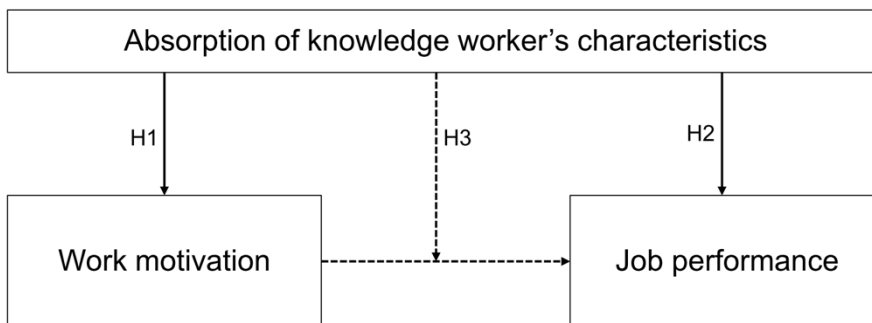 Absorption of knowledge worker's characteristics
H1
H3
H2
Work motivation
Job performance